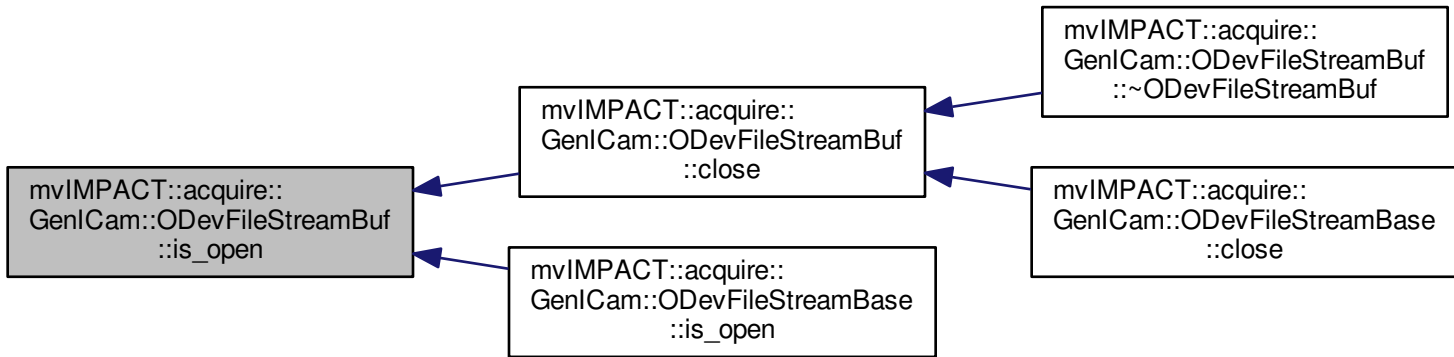 mvIMPACT::acquire::
GenICam::ODevFileStreamBuf
::is_open
mvIMPACT::acquire::
GenICam::ODevFileStreamBuf
::close
mvIMPACT::acquire::
GenICam::ODevFileStreamBase
::is_open
mvIMPACT::acquire::
GenICam::ODevFileStreamBuf
::~ODevFileStreamBuf
mvIMPACT::acquire::
GenICam::ODevFileStreamBase
::close